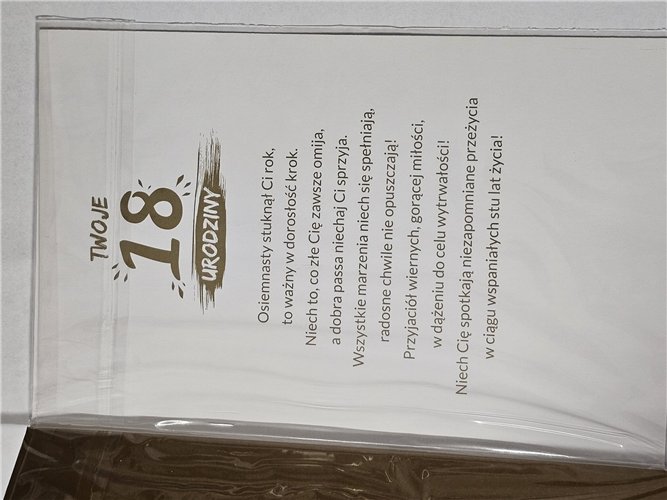 TWOJE
18
URODZINY
Osiemnasty stuknął Ci rok,
to ważny w dorosłość krok.
Niech to, co złe Cię zawsze omija,
a dobra passa niechaj Ci sprzyja.
Wszystkie marzenia niech się spełniają,
radosne chwile nie opuszczają!
Przyjaciół wiernych, gorącej miłości,
w dążeniu do celu wytrwałości!
Niech Cię spotkają niezapomniane przeżycia
w ciągu wspaniałych stu lat życia!